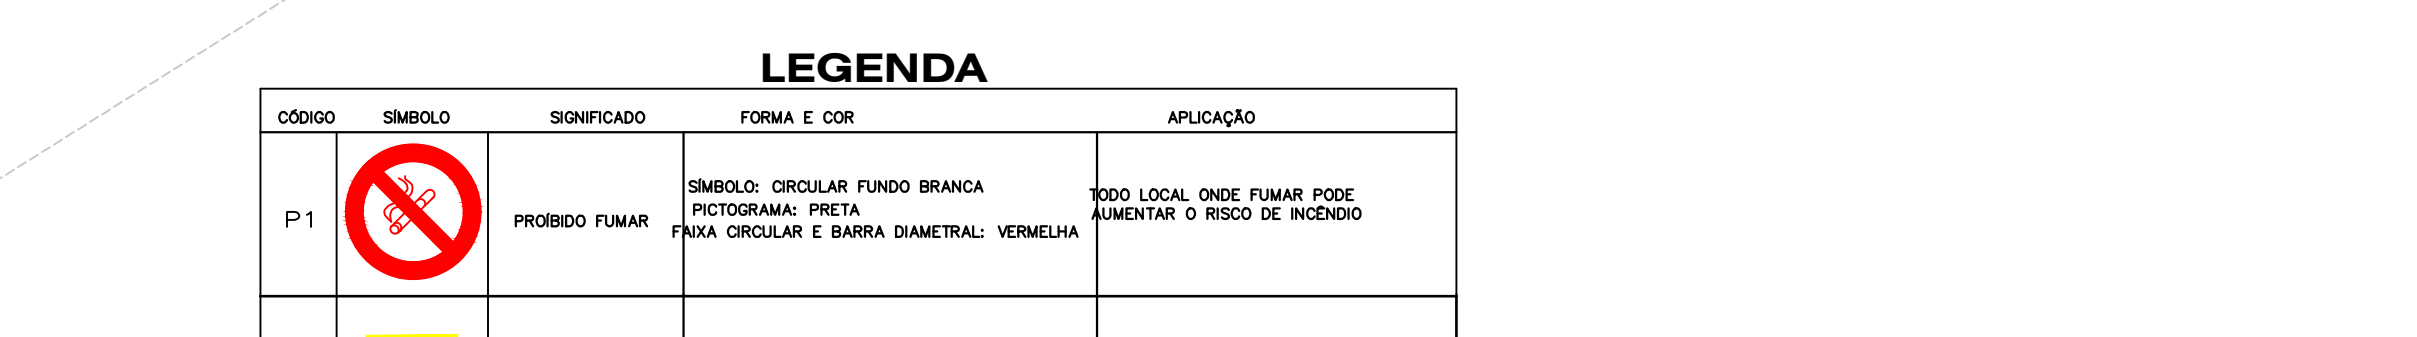 LEGENDA
CÓDIGO SÍMBOLO SIGNIFICADO FORMA E COR APLICAÇÃO
P1
PROÍBIDO FUMAR
SÍMBOLO: CIRCULAR FUNDO BRANCA
PICTOGRAMA: PRETA
FAIXA CIRCULAR E BARRA DIAMETRAL: VERMELHA
TODO LOCAL ONDE FUMAR PODE
AUMENTAR O RISCO DE INCÊNDIO